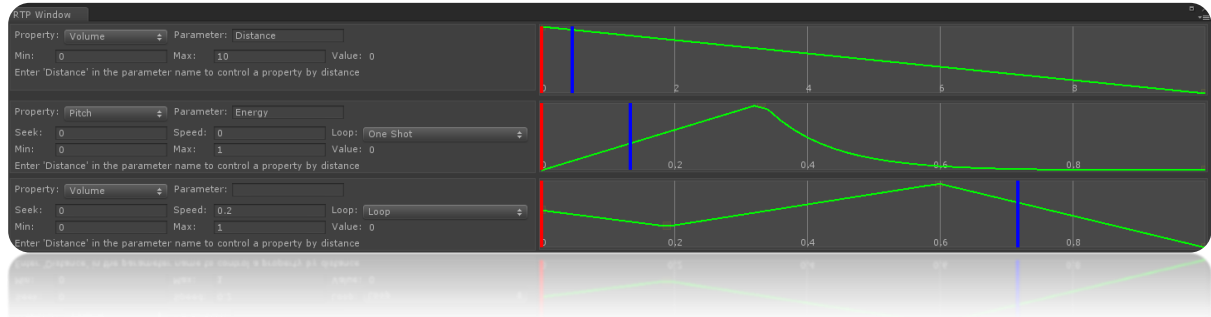 RTP Window
Property: Volume Parameter: Distance
Min: 0 Max: 10 Value: 0
Enter 'Distance' in the parameter name to control a property by distance
0 2 4 6 8
Property: Pitch Parameter: Energy
Seek: 0 Speed: 0 Loop: One Shot
Min: 0 Max: 1 Value: 0
Enter 'Distance' in the parameter name to control a property by distance
0 0.2 0.4 0.6 0.8
Property: Volume Parameter:
Seek: 0 Speed: 0.2 Loop: Loop
Min: 0 Max: 1 Value: 0
Enter 'Distance' in the parameter name to control a property by distance
0 0.2 0.4 0.6 0.8